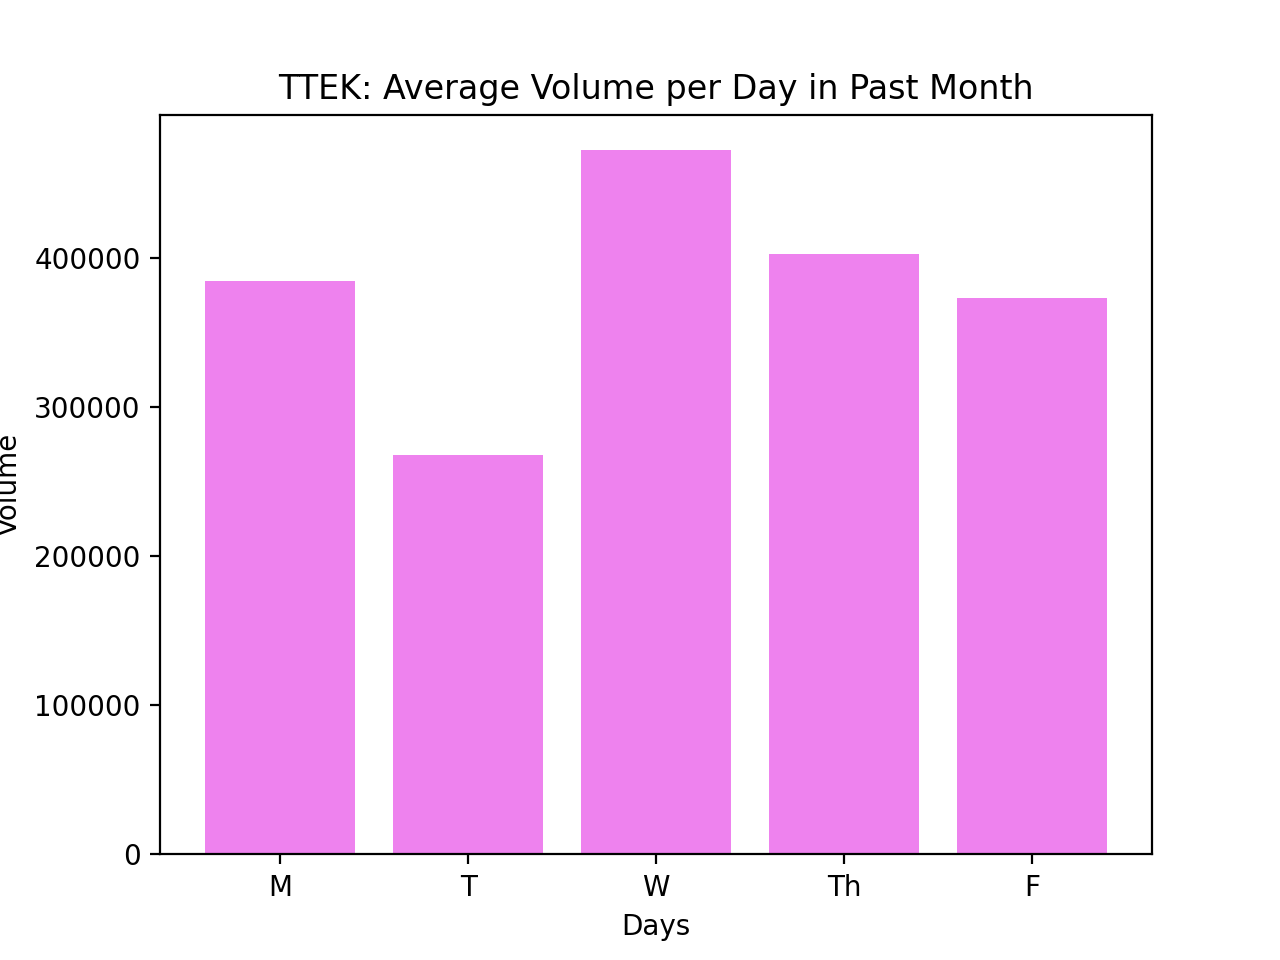 TTEK: Average Volume per Day in Past Month
Volume
400000
300000
200000
100000
0
M T W Th F
Days